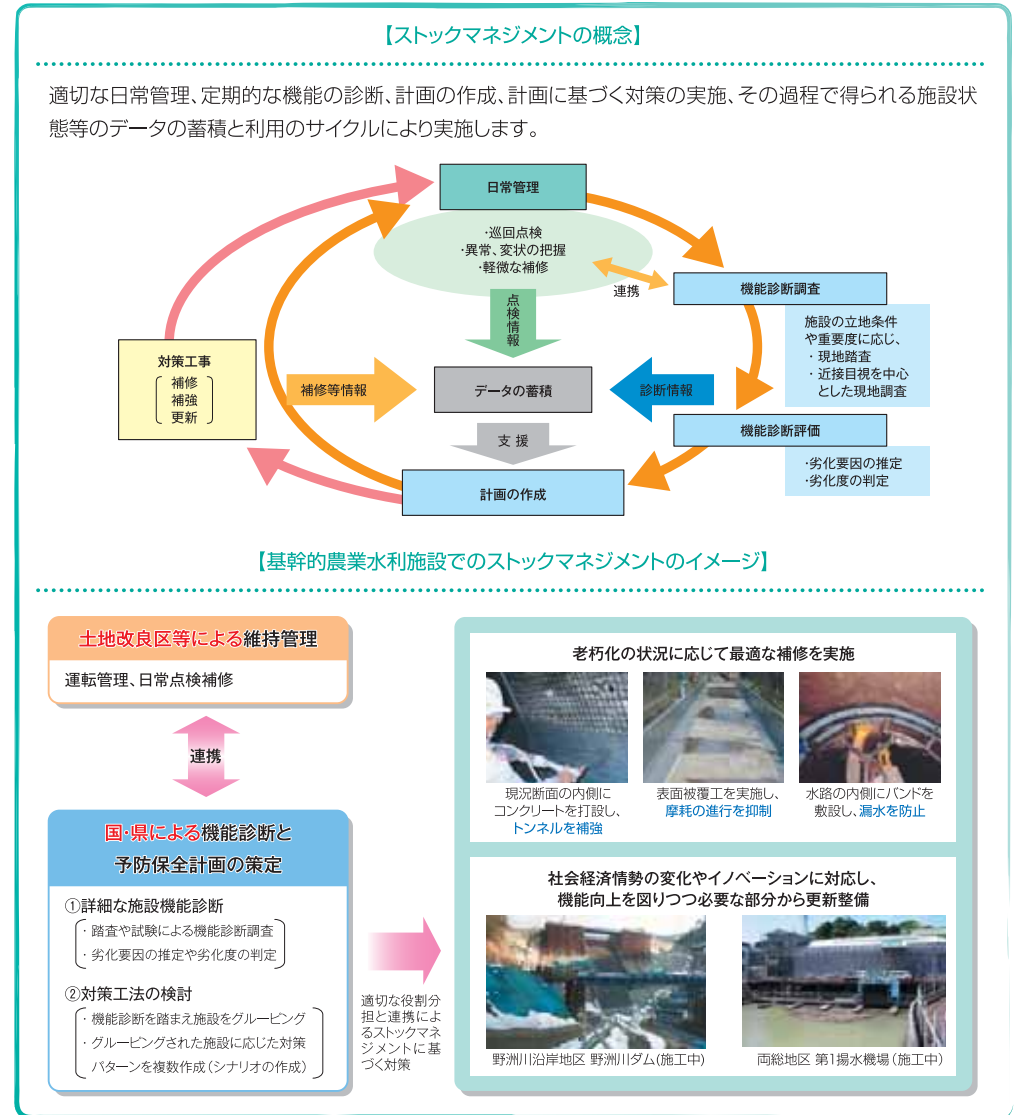 【ストックマネジメントの概念】
適切な日常管理、定期的な機能の診断、計画の作成、計画に基づく対策の実施、その過程で得られる施設状
態等のデータの蓄積と利用のサイクルにより実施します。
日常管理
・巡回点検
・異常、変状の把握
・軽微な補修
連携
機能診断調査
施設の立地条件
や重要度に応じ、
・現地踏査
・近接目視を中心
とした現地調査
点検情報
対策工事
補修
補強
更新
補修等情報
データの蓄積
診断情報
支援
機能診断評価
・劣化要因の推定
・劣化度の判定
計画の作成
【基幹的農業水利施設でのストックマネジメントのイメージ】
土地改良区等による維持管理
運転管理、日常点検補修
連携
国・県による機能診断と
予防保全計画の策定
①詳細な施設機能診断
・踏査や試験による機能診断調査
・劣化要因の推定や劣化度の判定
②対策工法の検討
・機能診断を踏まえ施設をグルーピング
・グルーピングされた施設に応じた対策
パターンを複数作成（シナリオの作成）
適切な役割分
担と連携によ
るストックマネ
ジメントに基
づく対策
老朽化の状況に応じて最適な補修を実施
現況断面の内側に
コンクリートを打設し、
トンネルを補強
表面被覆工を実施し、
摩耗の進行を抑制
水路の内側にバンドを
敷設し、漏水を防止
社会経済情勢の変化やイノベーションに対応し、
機能向上を図りつつ必要な部分から更新整備
野洲川沿岸地区 野洲川ダム(施工中)
両総地区 第1揚水機場（施工中）